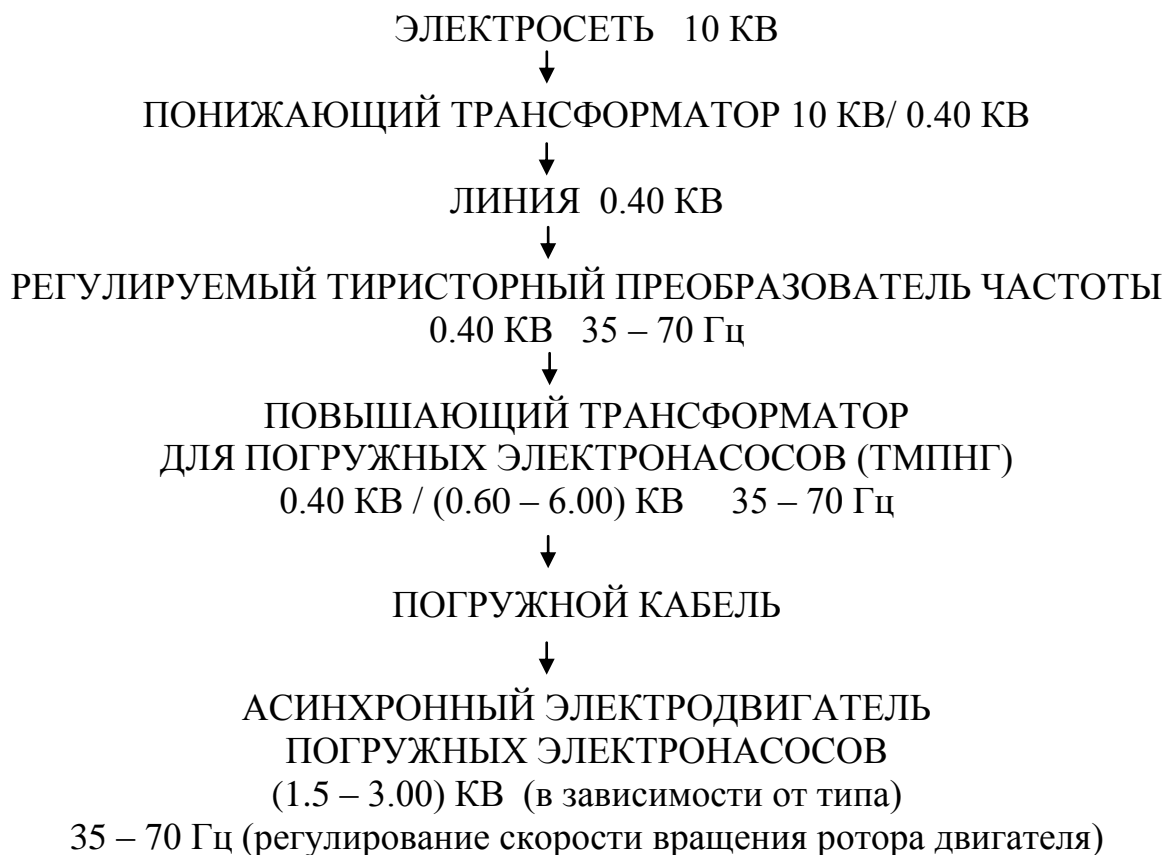 ЭЛЕКТРОСЕТЬ 10 КВ
ПОНИЖАЮЩИЙ ТРАНСФОРМАТОР 10 КВ/ 0.40 КВ
ЛИНИЯ 0.40 КВ
РЕГУЛИРУЕМЫЙ ТИРИСТОРНЫЙ ПРЕОБРАЗОВАТЕЛЬ ЧАСТОТЫ
0.40 КВ 35 – 70 Гц
ПОВЫШАЮЩИЙ ТРАНСФОРМАТОР
ДЛЯ ПОГРУЖНЫХ ЭЛЕКТРОНАСОСОВ (ТМПНГ)
0.40 КВ / (0.60 – 6.00) КВ 35 – 70 Гц
ПОГРУЖНОЙ КАБЕЛЬ
АСИНХРОННЫЙ ЭЛЕКТРОДВИГАТЕЛЬ
ПОГРУЖНЫХ ЭЛЕКТРОНАСОСОВ
(1.5 – 3.00) КВ (в зависимости от типа)
35 – 70 Гц (регулирование скорости вращения ротора двигателя)